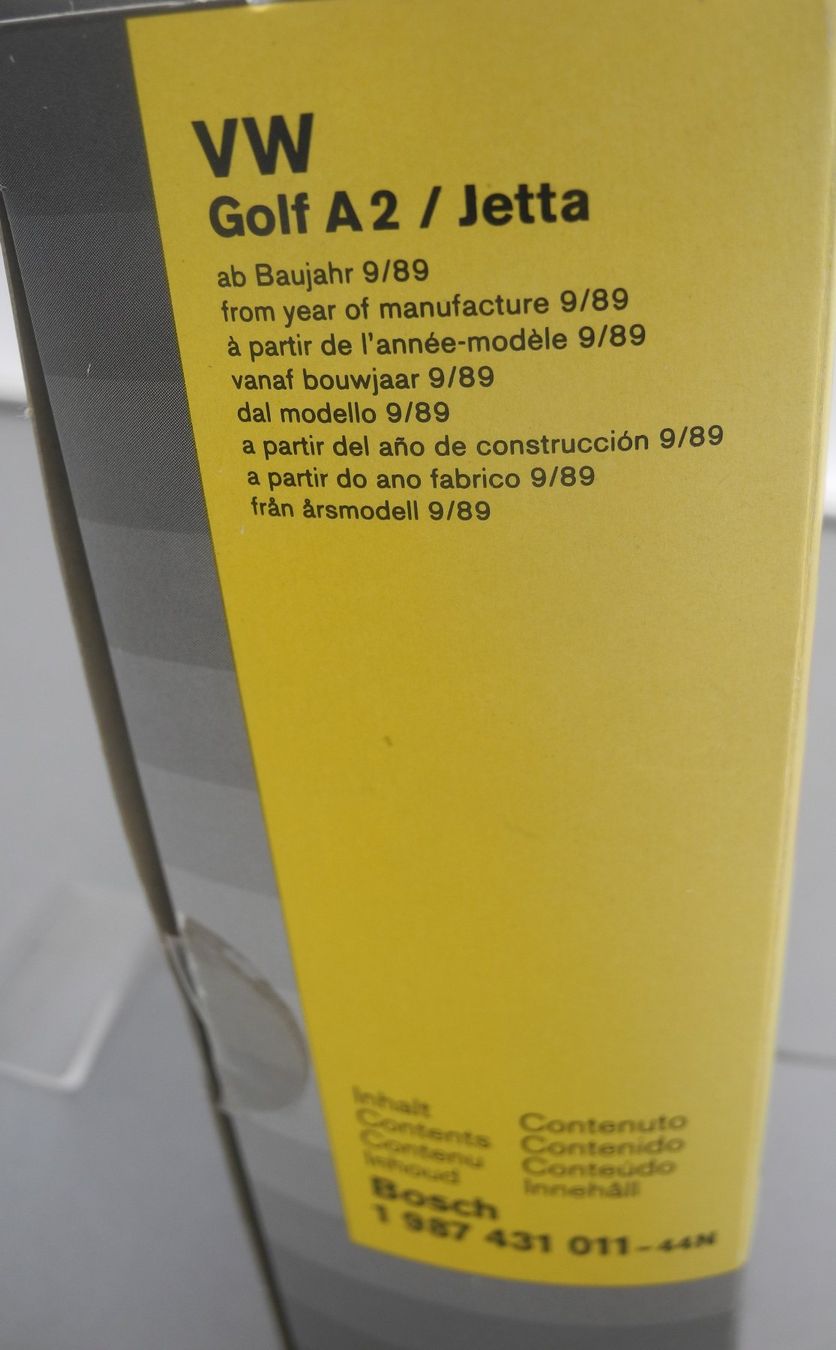 VW
Golf A2 / Jetta
ab Baujahr 9/89
from year of manufacture 9/89
à partir de l'année-modèle 9/89
vanaf bouwjaar 9/89
dal modello 9/89
a partir del año de construcción 9/89
a partir do ano fabrico 9/89
från årsmodell 9/89
Inhalt
Contents
Contenu
Inhoud
Contenuto
Contenido
Conteúdo
Innehåll
Bosch
1 987 431 011-44N